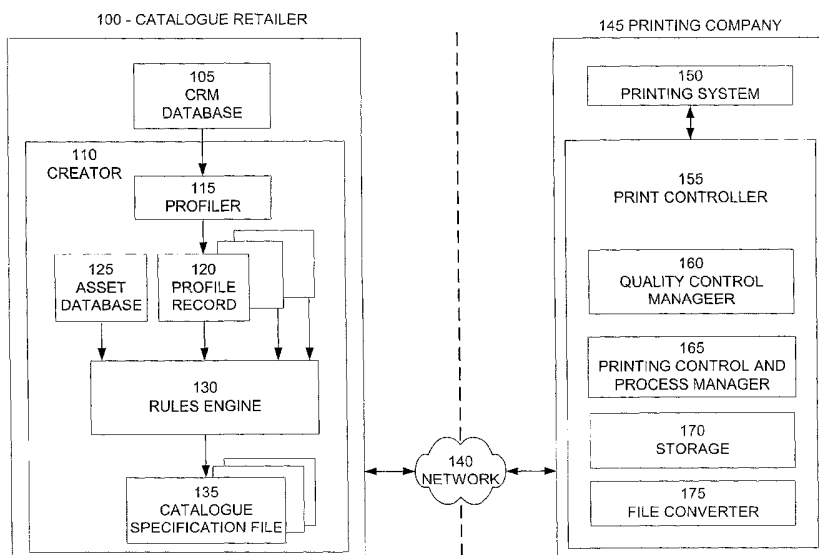 100 - CATALOGUE RETAILER
105
CRM
DATABASE
110
CREATOR
115
PROFILER
125
ASSET
DATABASE
120
PROFILE
RECORD
130
RULES ENGINE
135
CATALOGUE
SPECIFICATION FILE
140
NETWORK
145 PRINTING COMPANY
150
PRINTING SYSTEM
155
PRINT CONTROLLER
160
QUALITY CONTROL
MANAGEER
165
PRINTING CONTROL AND
PROCESS MANAGER
170
STORAGE
175
FILE CONVERTER